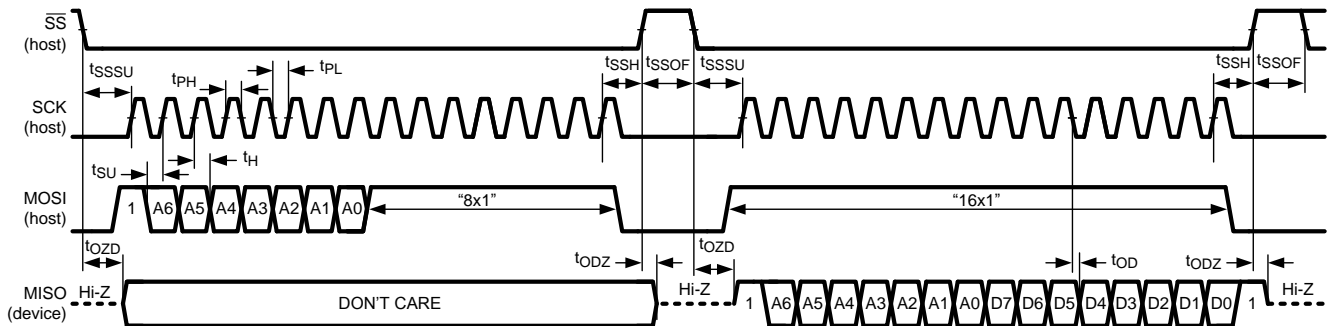 SS
(host)
tSSSU
tPH
tPL
tSSH
tSSOF
tSSSU
tSSH
tSSOF
SCK
(host)
tSU
tH
MOSI
(host)
1 A6 A5 A4 A3 A2 A1 A0 “8x1”
“16x1”
tOZD
tODZ
tOZD
tOD
tODZ
MISO
(device)
Hi-Z
DON’T CARE
Hi-Z
1 A6 A5 A4 A3 A2 A1 A0 D7 D6 D5 D4 D3 D2 D1 D0 1
Hi-Z